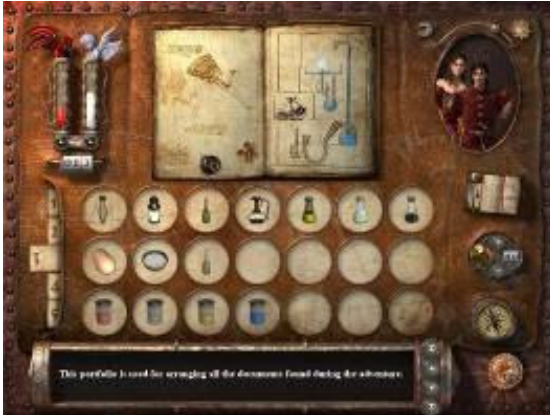 This portfolio is used for arranging all the documents found during the adventure.